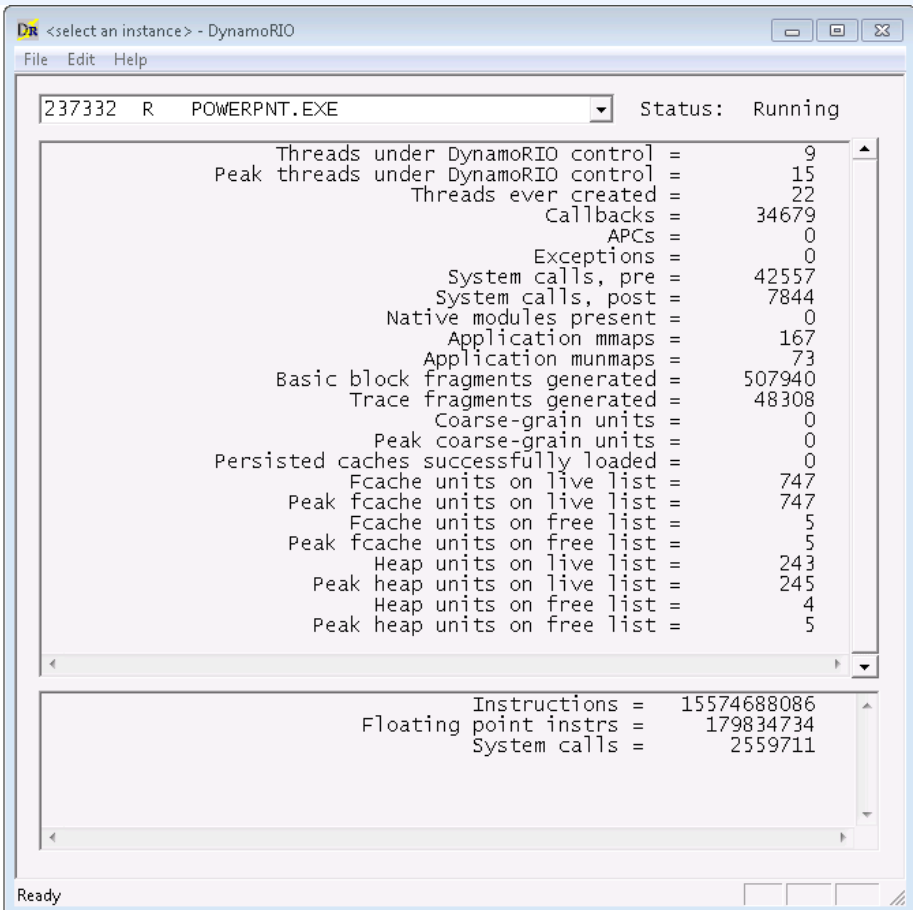 DR <select an instance> - DynamoRIO
File Edit Help
237332 R POWERPNT.EXE Status: Running
Threads under DynamoRIO control = 9
Peak threads under DynamoRIO control = 15
Threads ever created = 22
Callbacks = 34679
APCs = 0
Exceptions = 0
System calls, pre = 42557
System calls, post = 7844
Native modules present = 0
Application mmaps = 167
Application munmaps = 73
Basic block fragments generated = 507940
Trace fragments generated = 48308
Coarse-grain units = 0
Peak coarse-grain units = 0
Persisted caches successfully loaded = 0
Fcache units on live list = 747
Peak fcache units on live list = 747
Fcache units on free list = 5
Peak fcache units on free list = 5
Heap units on live list = 243
Peak heap units on live list = 245
Heap units on free list = 4
Peak heap units on free list = 5
Instructions = 15574688086
Floating point instrs = 179834734
System calls = 2559711
Ready